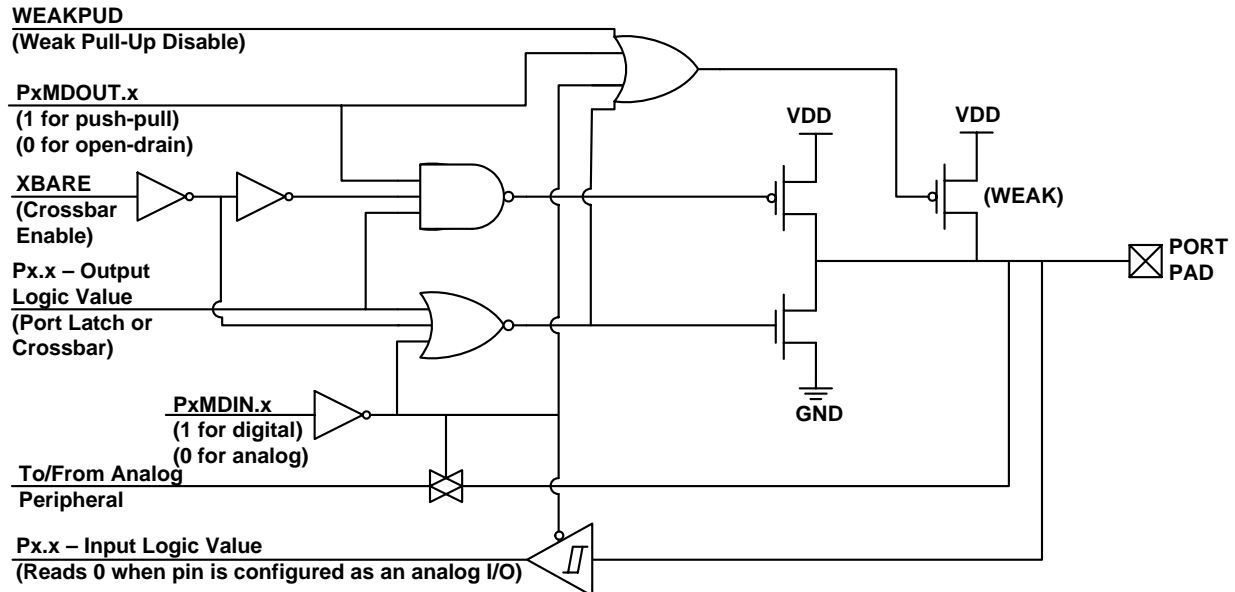 WEAKPUD
(Weak Pull-Up Disable)
PxMDOUT.x
(1 for push-pull)
(0 for open-drain)
XBARE
(Crossbar
Enable)
Px.x – Output
Logic Value
(Port Latch or
Crossbar)
PxMDIN.x
(1 for digital)
(0 for analog)
To/From Analog
Peripheral
Px.x – Input Logic Value
(Reads 0 when pin is configured as an analog I/O)
VDD
VDD
(WEAK)
PORT
PAD
GND